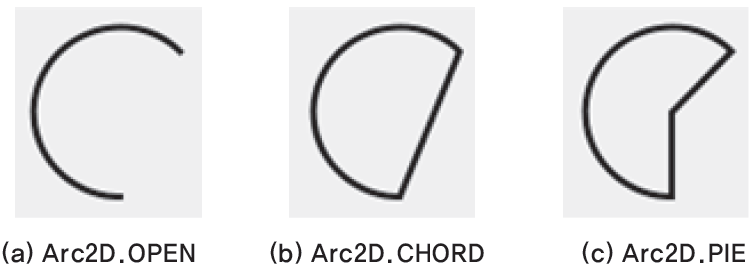 (a) Arc2D.OPEN
(b) Arc2D.CHORD
(c) Arc2D.PIE